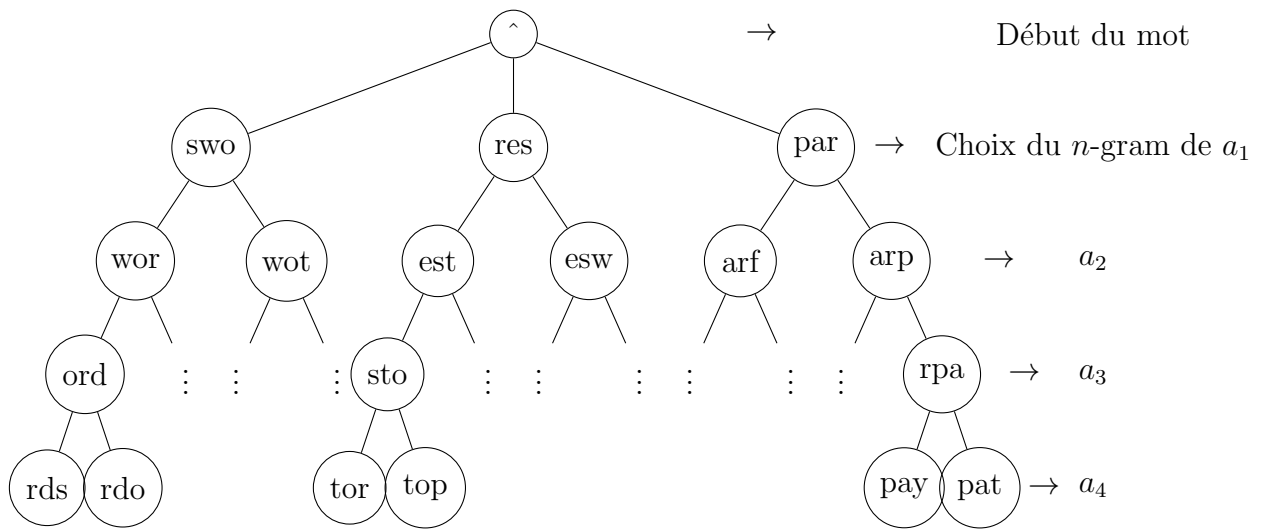 ^ → Début du mot
swo res par → Choix du n-gram de a₁
wor wot est esw arf arp → a₂
ord ⋮ ⋮ ⋮ sto ⋮ ⋮ ⋮ ⋮ ⋮ ⋮ rpa → a₃
rds rdo tor top pay pat → a₄